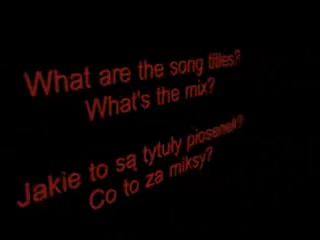 What are the song titles?
What's the mix?
Jakie to są tytuły piosenek?
Co to za miksy?